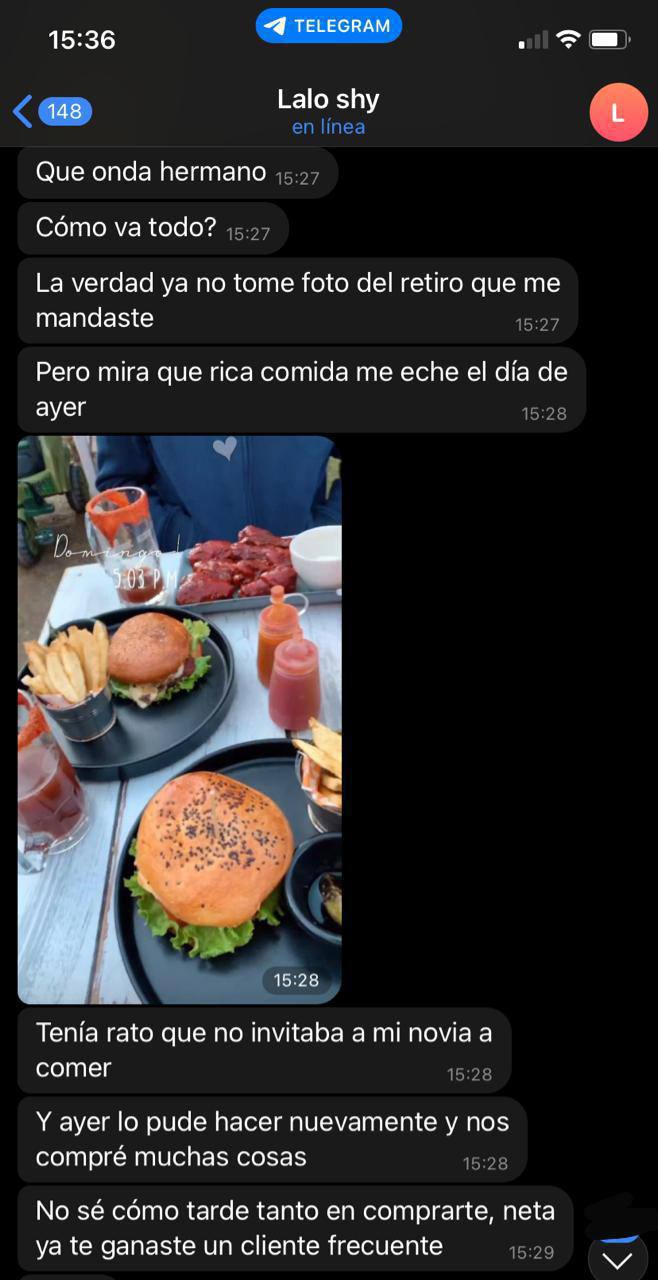 15:36
TELEGRAM
148
Lalo shy
en línea
L
Que onda hermano 15:27
Cómo va todo? 15:27
La verdad ya no tome foto del retiro que me
mandaste 15:27
Pero mira que rica comida me eche el día de
ayer 15:28
Domingo
5:03 P.M
15:28
Tenía rato que no invitaba a mi novia a
comer 15:28
Y ayer lo pude hacer nuevamente y nos
compré muchas cosas 15:28
No sé cómo tarde tanto en comprarte, neta
ya te ganaste un cliente frecuente 15:29